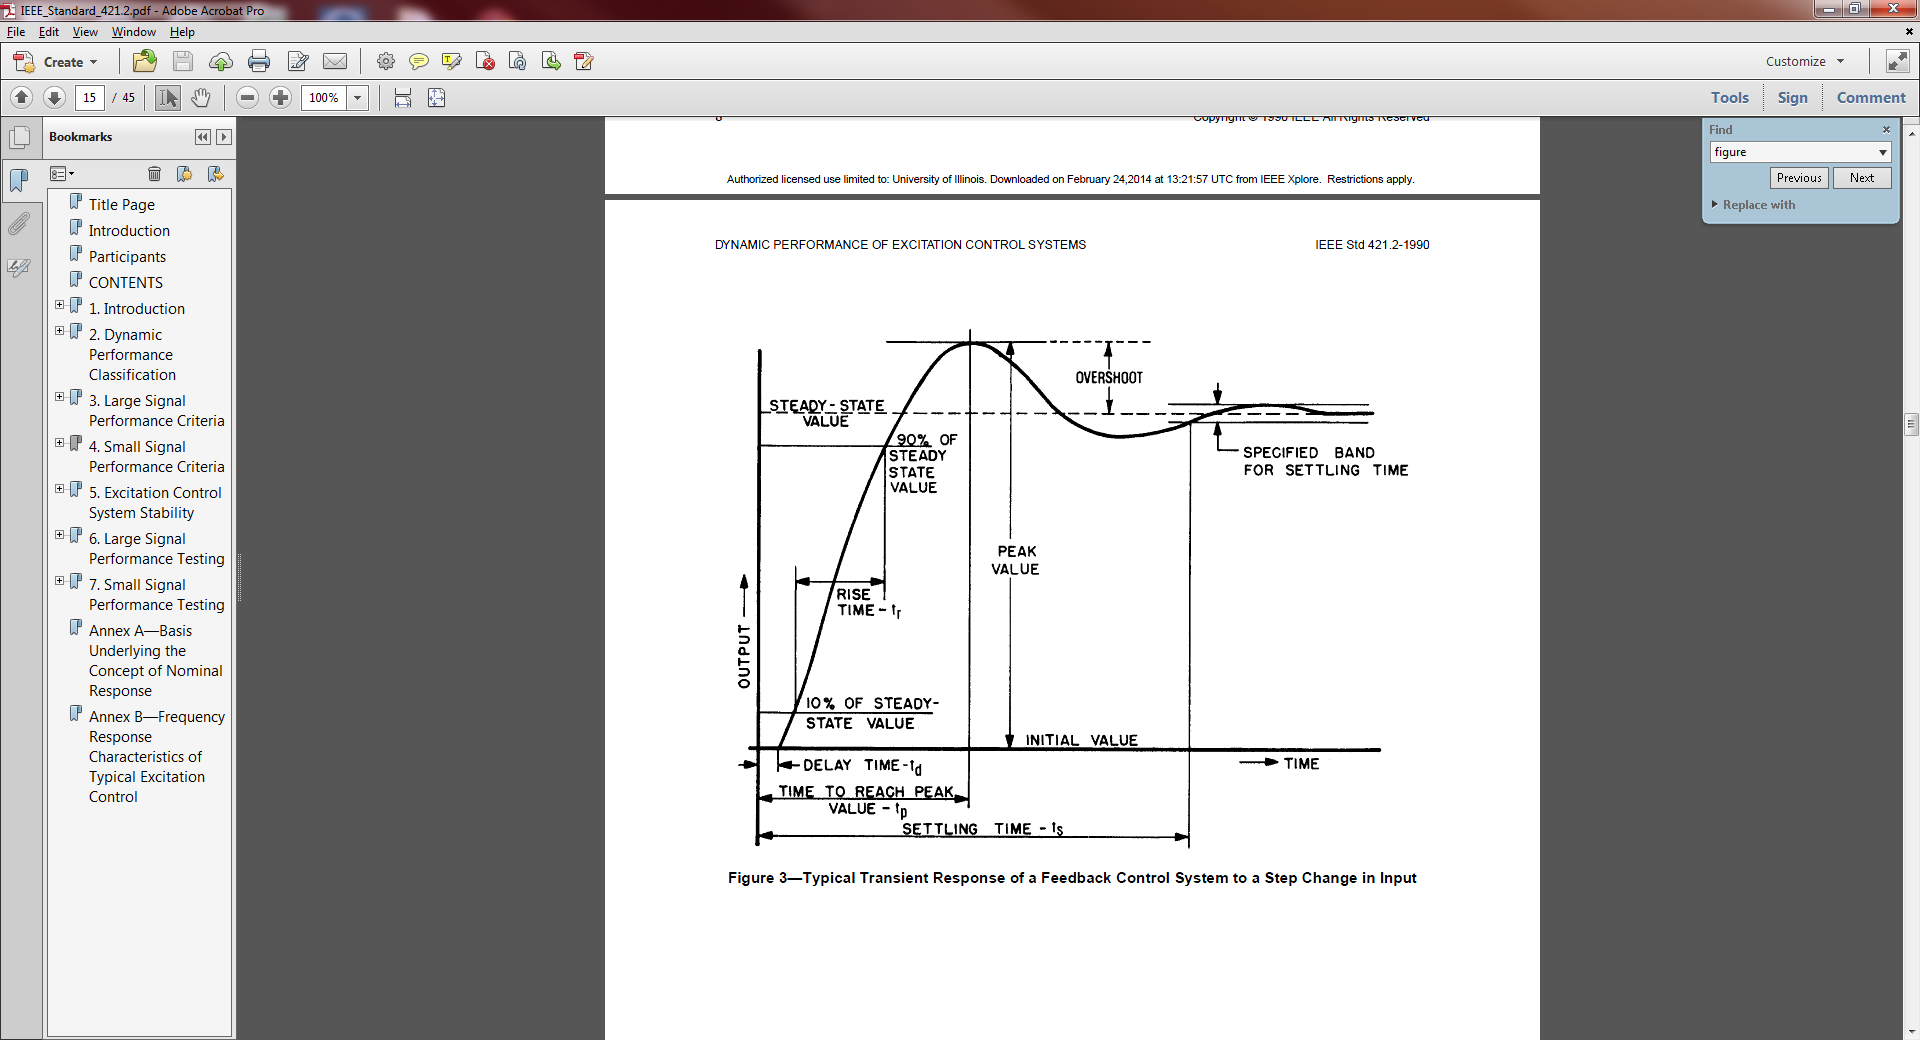 IEEE_Standard_421.2.pdf - Adobe Acrobat Pro
File Edit View Window Help
Create
Customize
15 / 45
100%
Tools Sign Comment
Bookmarks
Title Page
Introduction
Participants
CONTENTS
1. Introduction
2. Dynamic
Performance
Classification
3. Large Signal
Performance Criteria
4. Small Signal
Performance Criteria
5. Excitation Control
System Stability
6. Large Signal
Performance Testing
7. Small Signal
Performance Testing
Annex A—Basis
Underlying the
Concept of Nominal
Response
Annex B—Frequency
Response
Characteristics of
Typical Excitation
Control
Find
figure
Previous Next
Replace with
8 Copyright © 1990 IEEE All Rights Reserved
Authorized licensed use limited to: University of Illinois. Downloaded on February 24,2014 at 13:21:57 UTC from IEEE Xplore. Restrictions apply.
DYNAMIC PERFORMANCE OF EXCITATION CONTROL SYSTEMS IEEE Std 421.2-1990
OVERSHOOT
STEADY-STATE
VALUE
90% OF
STEADY
STATE
VALUE
SPECIFIED BAND
FOR SETTLING TIME
PEAK
VALUE
RISE
TIME - tr
OUTPUT
10% OF STEADY-
STATE VALUE
INITIAL VALUE
DELAY TIME-td
TIME
TIME TO REACH PEAK
VALUE - tp
SETTLING TIME - ts
Figure 3—Typical Transient Response of a Feedback Control System to a Step Change in Input